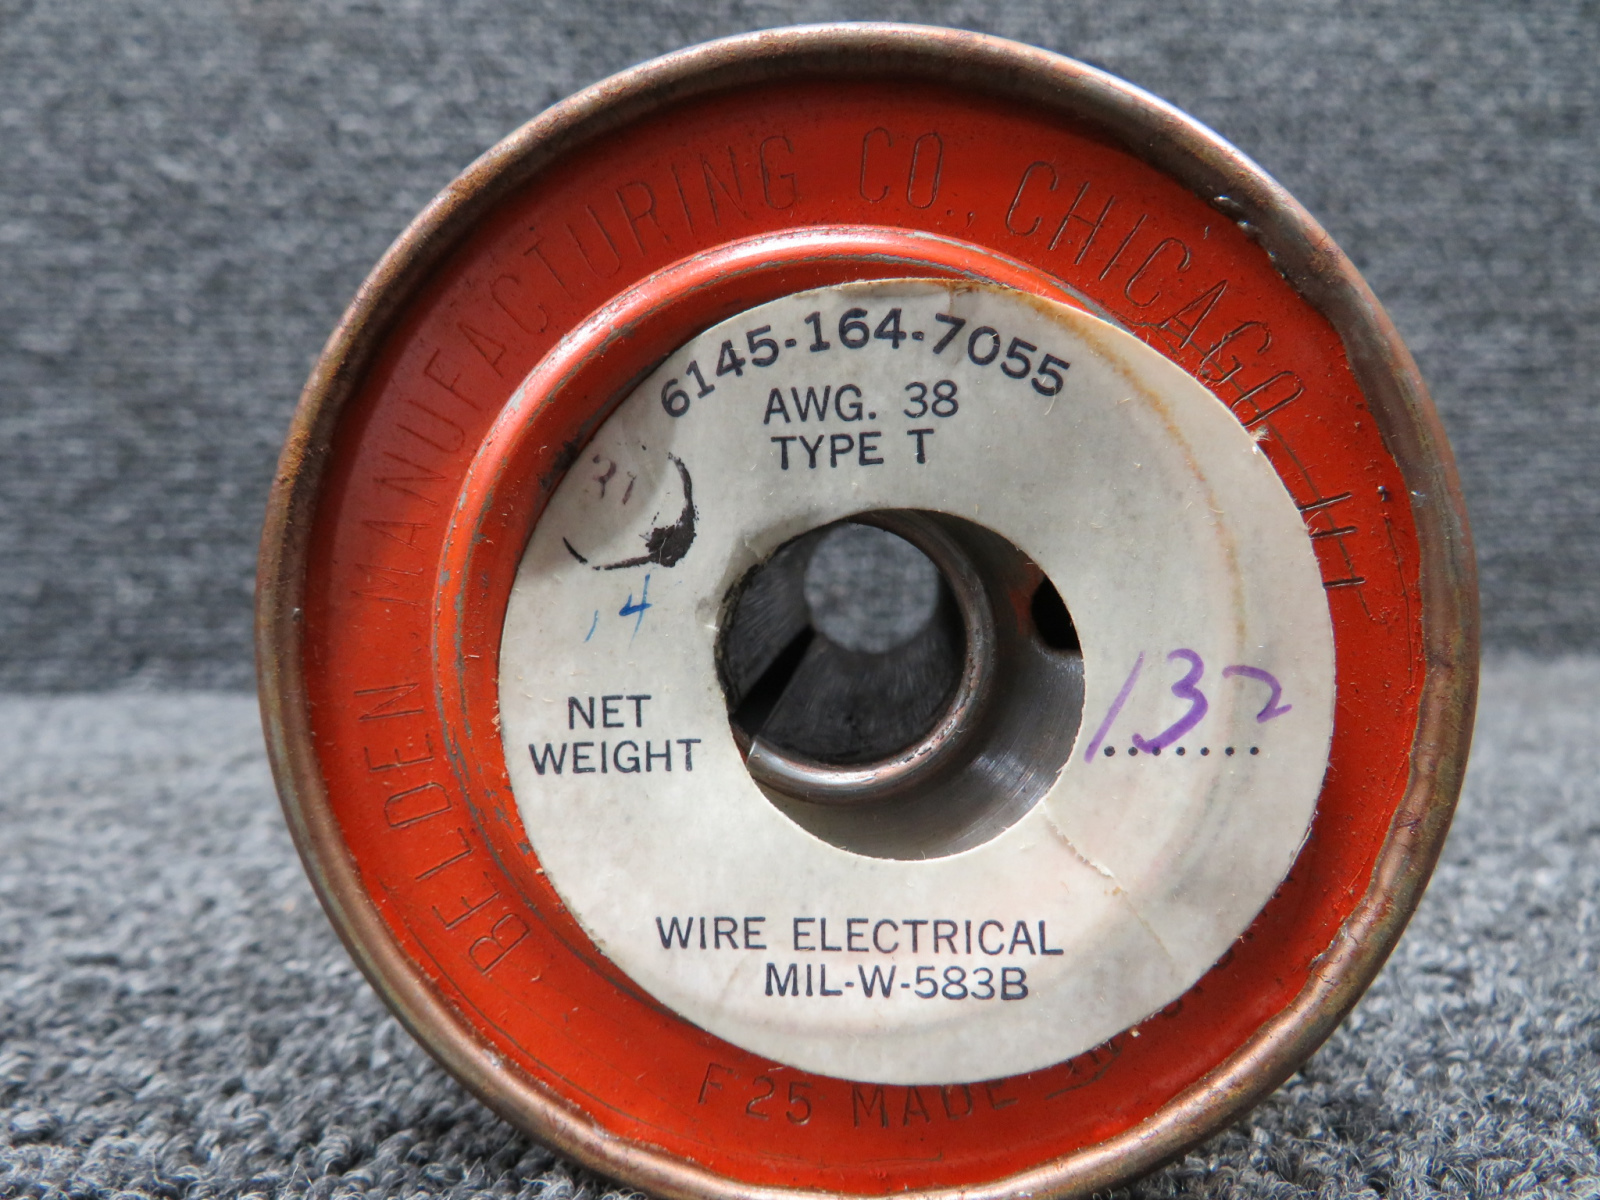 BELDEN MANUFACTURING CO., CHICAGO, ILL.
6145-164-7055
AWG. 38
TYPE T
14
NET
WEIGHT
132
WIRE ELECTRICAL
MIL-W-583B
F25 MADE